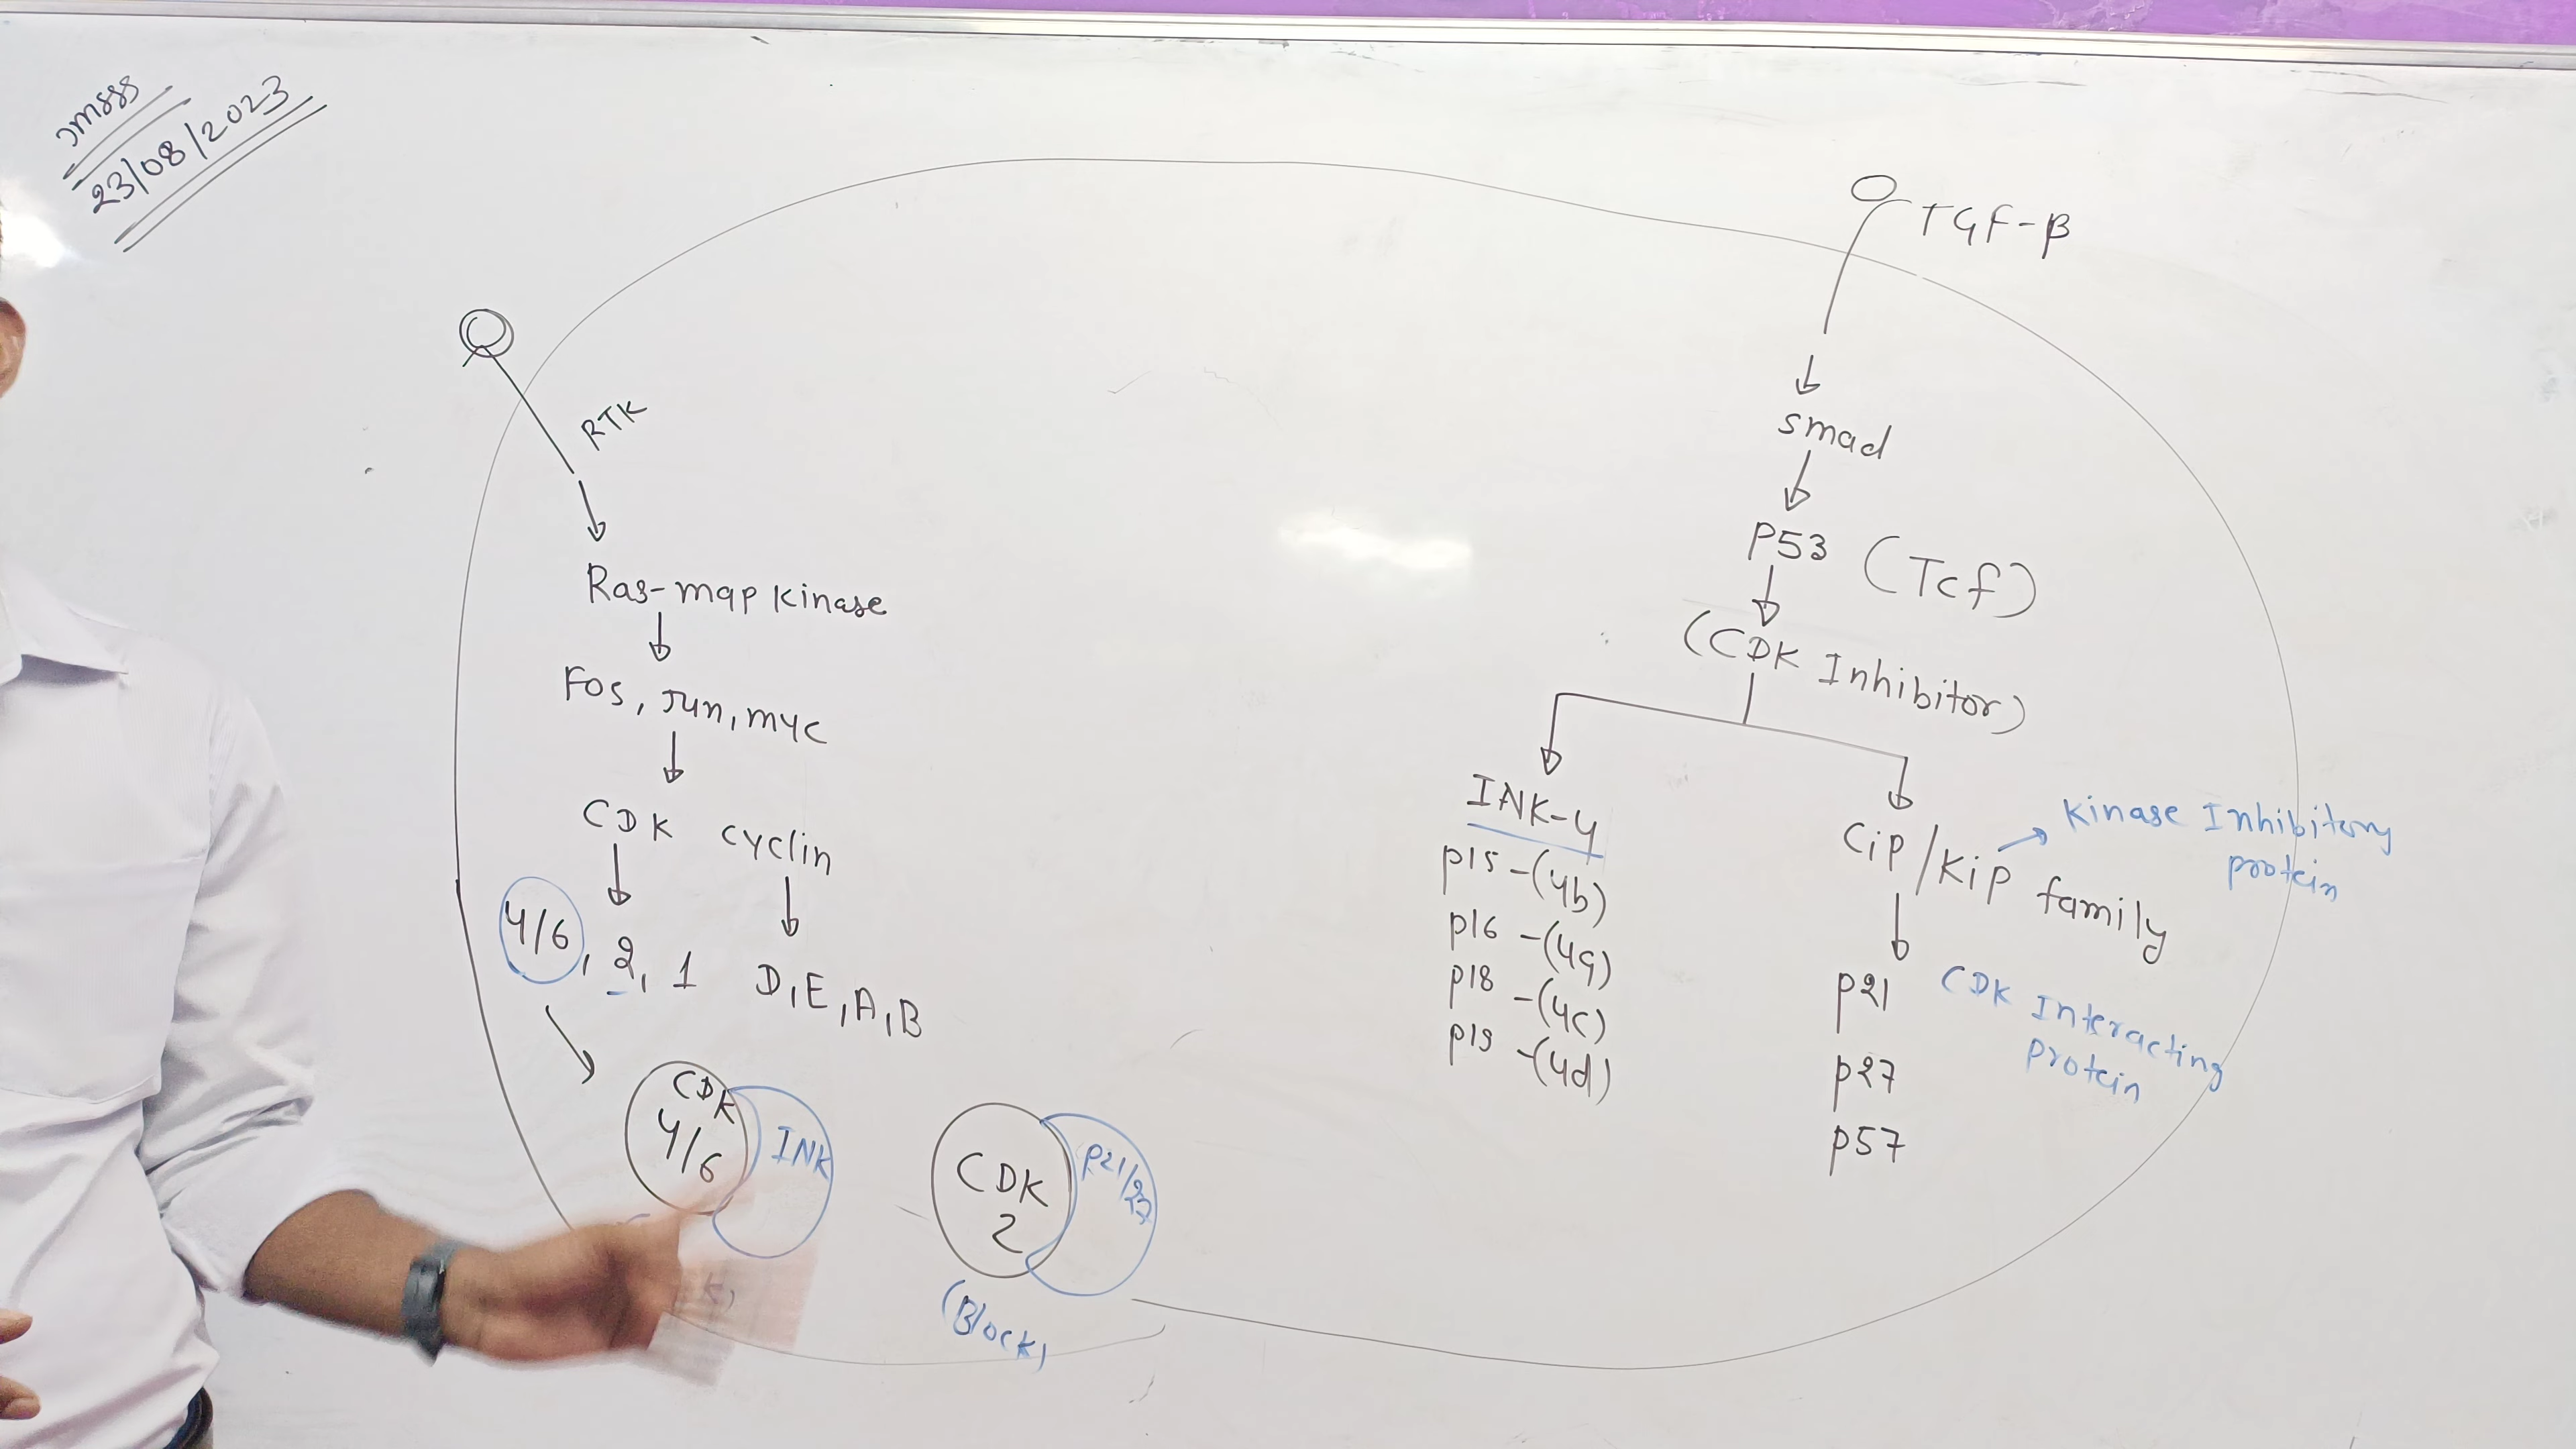 23/08/2023
RTK
Ras-map kinase
Fos, Jun, myc
CDK cyclin
4/6, 2, 1 D, E, A, B
CDK
4/6
INK
CDK
2
(Block)
TGF-β
smad
P53 (Tcf)
(CDK Inhibitor)
INK-4
p15 -(4b)
p16 -(4a)
p18 -(4c)
p19 -(4d)
Cip/Kip family
Kinase Inhibitory
protein
p21
CDK Interacting
protein
p27
p57